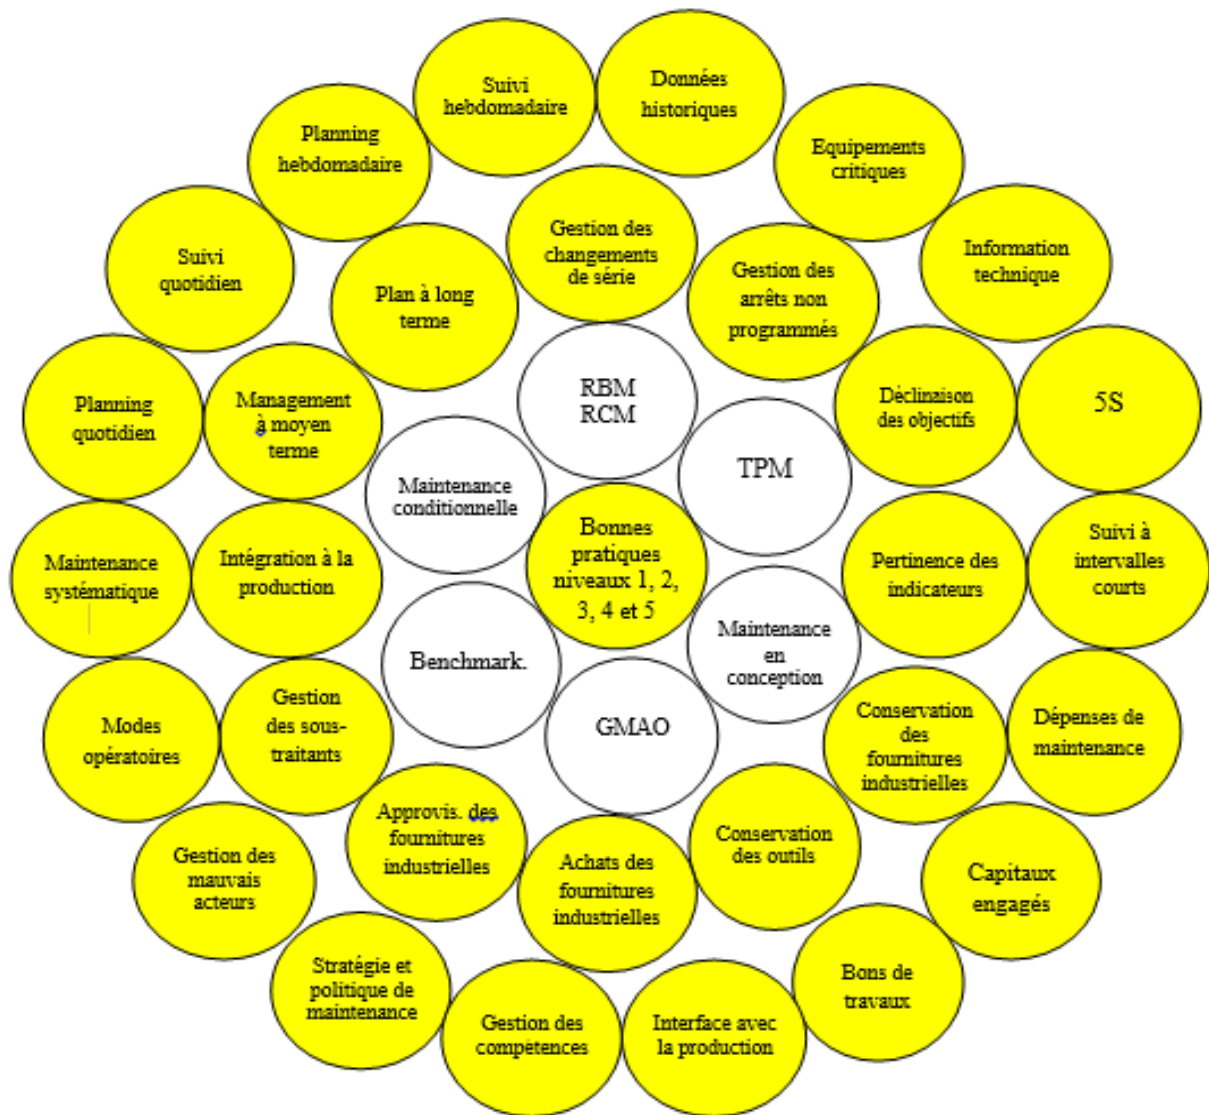 Suivi
hebdomadaire
Données
historiques
Planning
hebdomadaire
Equipements
critiques
Suivi
quotidien
Gestion des
changements
de série
Information
technique
Plan à long
terme
Gestion des
arrêts non
programmés
Planning
quotidien
Management
à moyen
terme
RBM
RCM
Déclinaison
des objectifs
5S
Maintenance
conditionnelle
TPM
Maintenance
systématique
Intégration à la
production
Bonnes
pratiques
niveaux 1, 2,
3, 4 et 5
Pertinence des
indicateurs
Suivi à
intervalles
courts
Benchmark.
Maintenance
en
conception
Modes
opératoires
Gestion
des sous-
traitants
GMAO
Conservation
des
fournitures
industrielles
Dépenses de
maintenance
Gestion des
mauvais
acteurs
Approvis. des
fournitures
industrielles
Achats des
fournitures
industrielles
Conservation
des outils
Capitaux
engagés
Stratégie et
politique de
maintenance
Gestion des
compétences
Interface avec
la production
Bons de
travaux